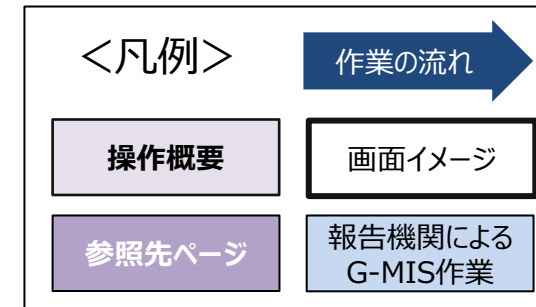 ＜凡例＞
作業の流れ
操作概要
画面イメージ
参照先ページ
報告機関による
G-MIS作業